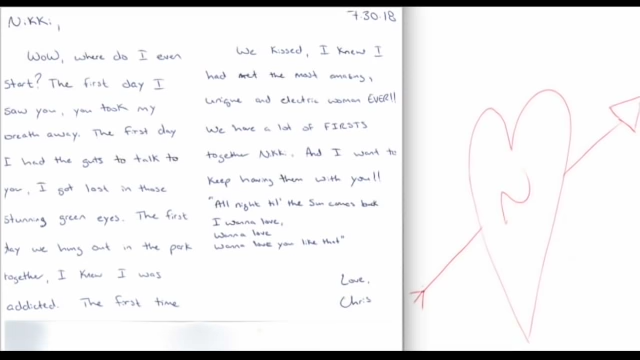 Nikki,
7.30.18
Wow, where do I even
start? The first day I
saw you, you took my
breath away. The first day
I had the guts to talk to
you, I got lost in those
stunning green eyes. The first
day we hung out in the park
together, I knew I was
addicted. The first time
We kissed, I knew I
had met the most amazing,
unique and electric woman EVER!!
We have a lot of FIRSTS
together Nikki. And I want to
keep having them with you!!
"All night til' the Sun comes back
I wanna love,
wanna love
wanna love you like that"
Love,
Chris
N